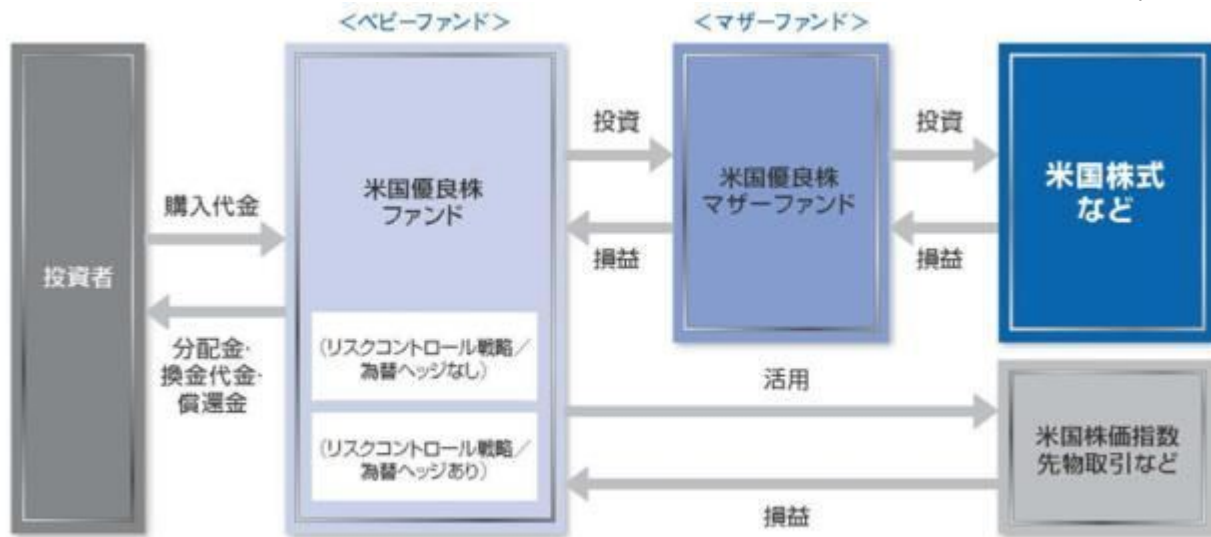 <ベビーファンド>
<マザーファンド>
投資者
購入代金
分配金・
換金代金・
償還金
米国優良株
ファンド
(リスクコントロール戦略/
為替ヘッジなし)
(リスクコントロール戦略/
為替ヘッジあり)
投資
損益
米国優良株
マザーファンド
投資
損益
米国株式
など
活用
損益
米国株価指数
先物取引など